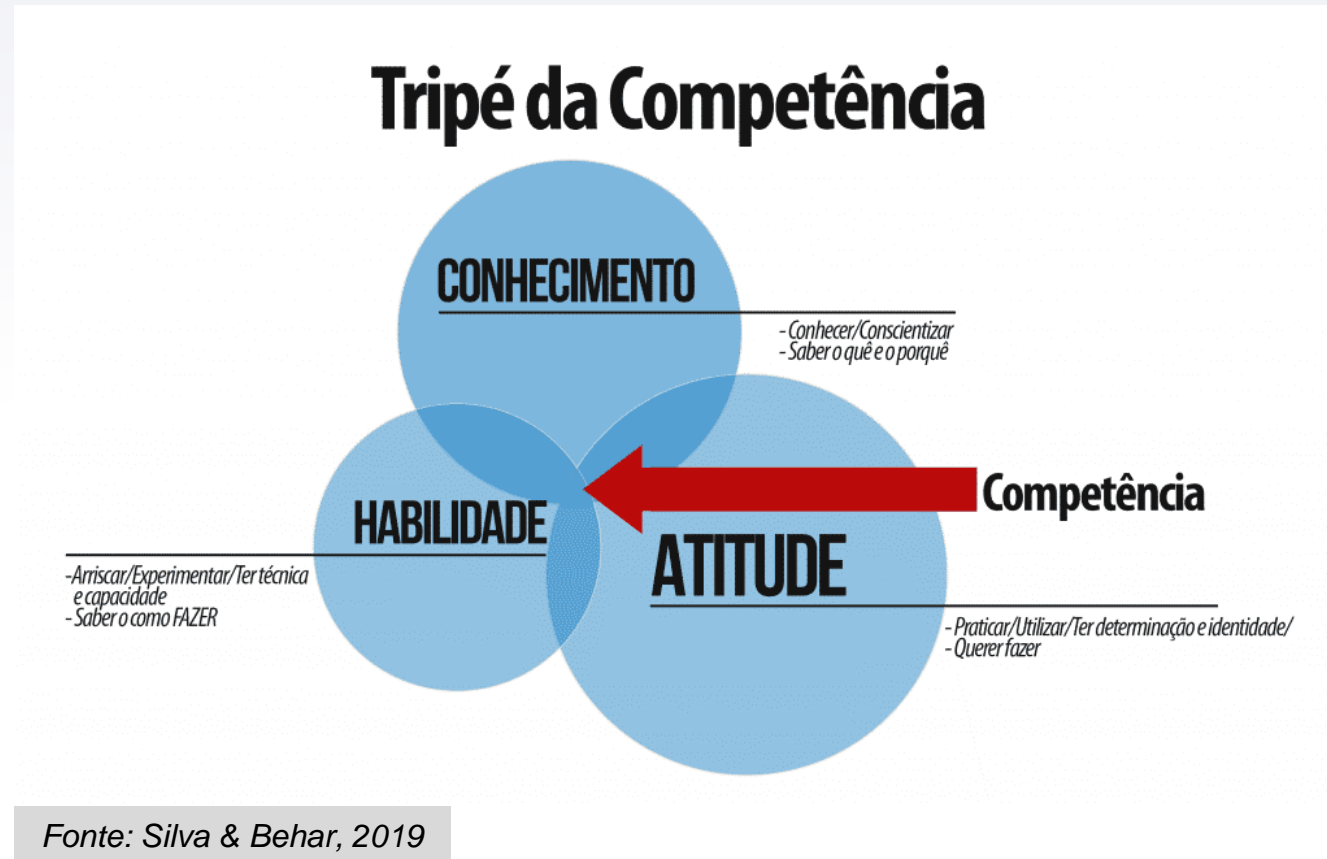 Tripé da Competência
CONHECIMENTO
- Conhecer/Conscientizar
- Saber o quê e o porquê
HABILIDADE
-Arriscar/Experimentar/Ter técnica
e capacidade
- Saber o como FAZER
Competência
ATITUDE
- Praticar/Utilizar/Ter determinação e identidade/
- Querer fazer
Fonte: Silva & Behar, 2019